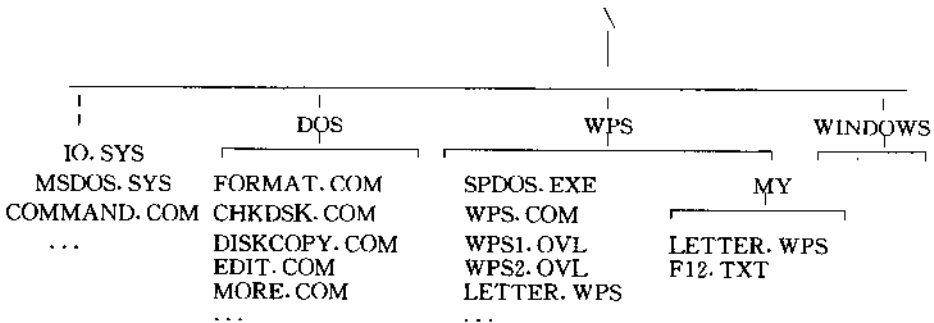 \
DOS WPS WINDOWS
IO.SYS
MSDOS.SYS FORMAT.COM SPDOS.EXE MY
COMMAND.COM CHKDSK.COM WPS.COM
... DISKCOPY.COM WPS1.OVL LETTER.WPS
EDIT.COM WPS2.OVL F12.TXT
MORE.COM LETTER.WPS
... ...